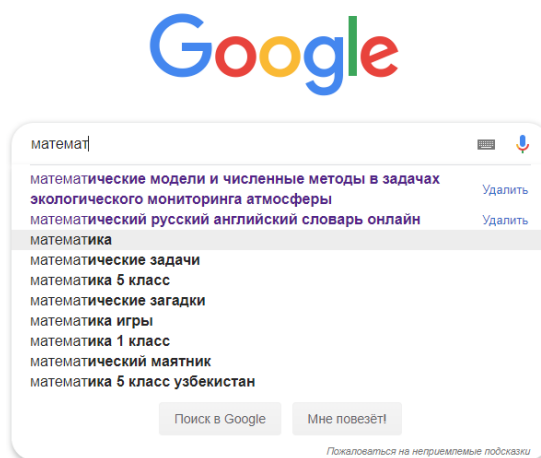 Google
математ
математические модели и численные методы в задачах
экологического мониторинга атмосферы
Удалить
математический русский английский словарь онлайн
Удалить
математика
математические задачи
математика 5 класс
математические загадки
математика игры
математика 1 класс
математический маятник
математика 5 класс узбекистан
Поиск в Google
Мне повезёт!
Пожаловаться на неприемлемые подсказки